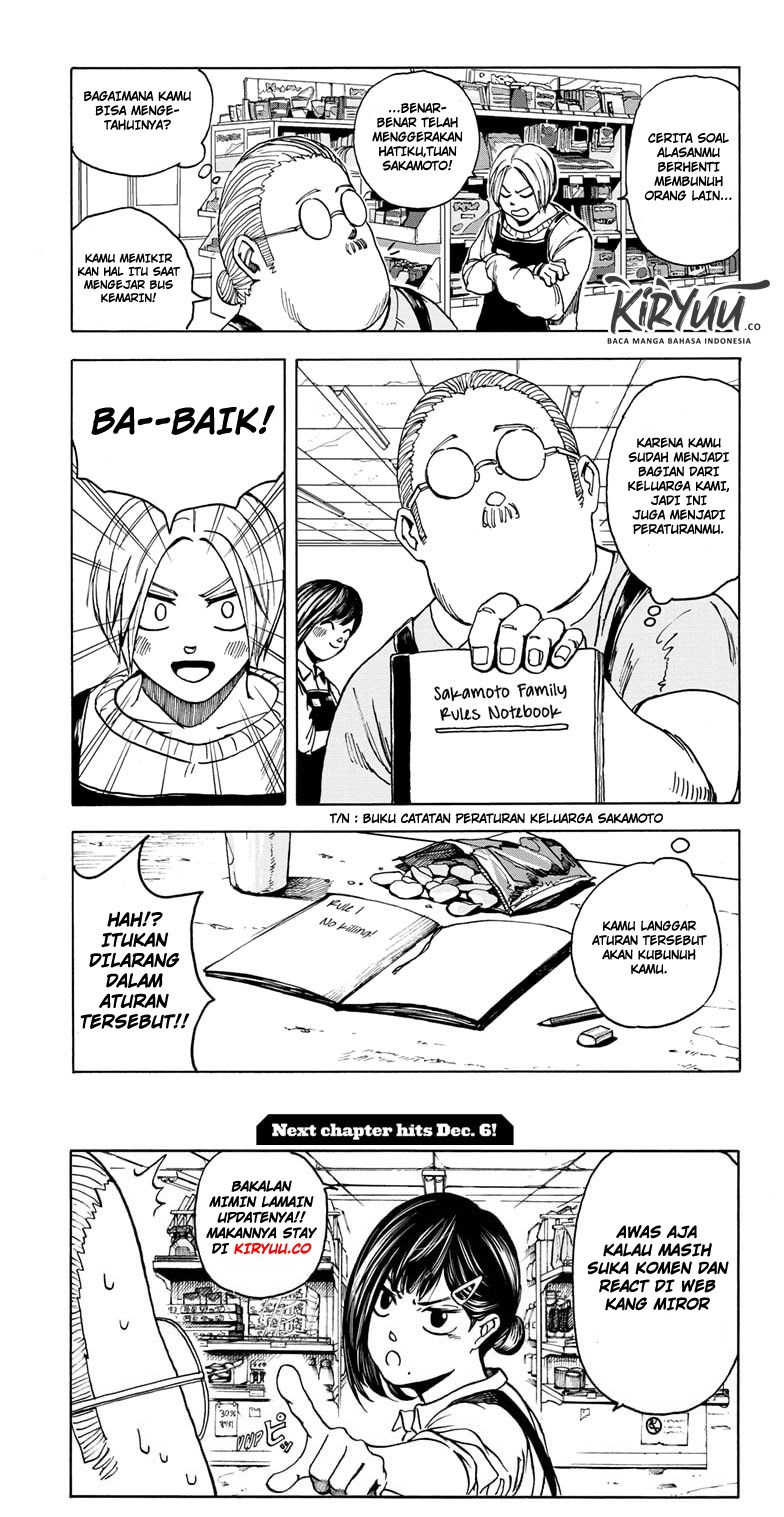 CERITA SOAL
ALASANMU
BERHENTI
MEMBUNUH
ORANG LAIN...
...BENAR-
BENAR TELAH
MENGGERAKAN
HATIKU,TUAN
SAKAMOTO!
BAGAIMANA KAMU
BISA MENGE-
TAHUINYA?
KAMU MEMIKIR
KAN HAL ITU SAAT
MENGEJAR BUS
KEMARIN!
KIRYUU.CO
BACA MANGA BAHASA INDONESIA
KARENA KAMU
SUDAH MENJADI
BAGIAN DARI
KELUARGA KAMI,
JADI INI
JUGA MENJADI
PERATURANMU.
Sakamoto Family
Rules Notebook
BA--BAIK!
T/N : BUKU CATATAN PERATURAN KELUARGA SAKAMOTO
KAMU LANGGAR
ATURAN TERSEBUT
AKAN KUBUNUH
KAMU.
Rule 1
No killing!
HAH!?
ITUKAN
DILARANG
DALAM
ATURAN
TERSEBUT!!
Next chapter hits Dec. 6!
AWAS AJA
KALAU MASIH
SUKA KOMEN DAN
REACT DI WEB
KANG MIROR
BAKALAN
MIMIN LAMAIN
UPDATENYA!!
MAKANNYA STAY
DI KIRYUU.CO
30%
ピッ